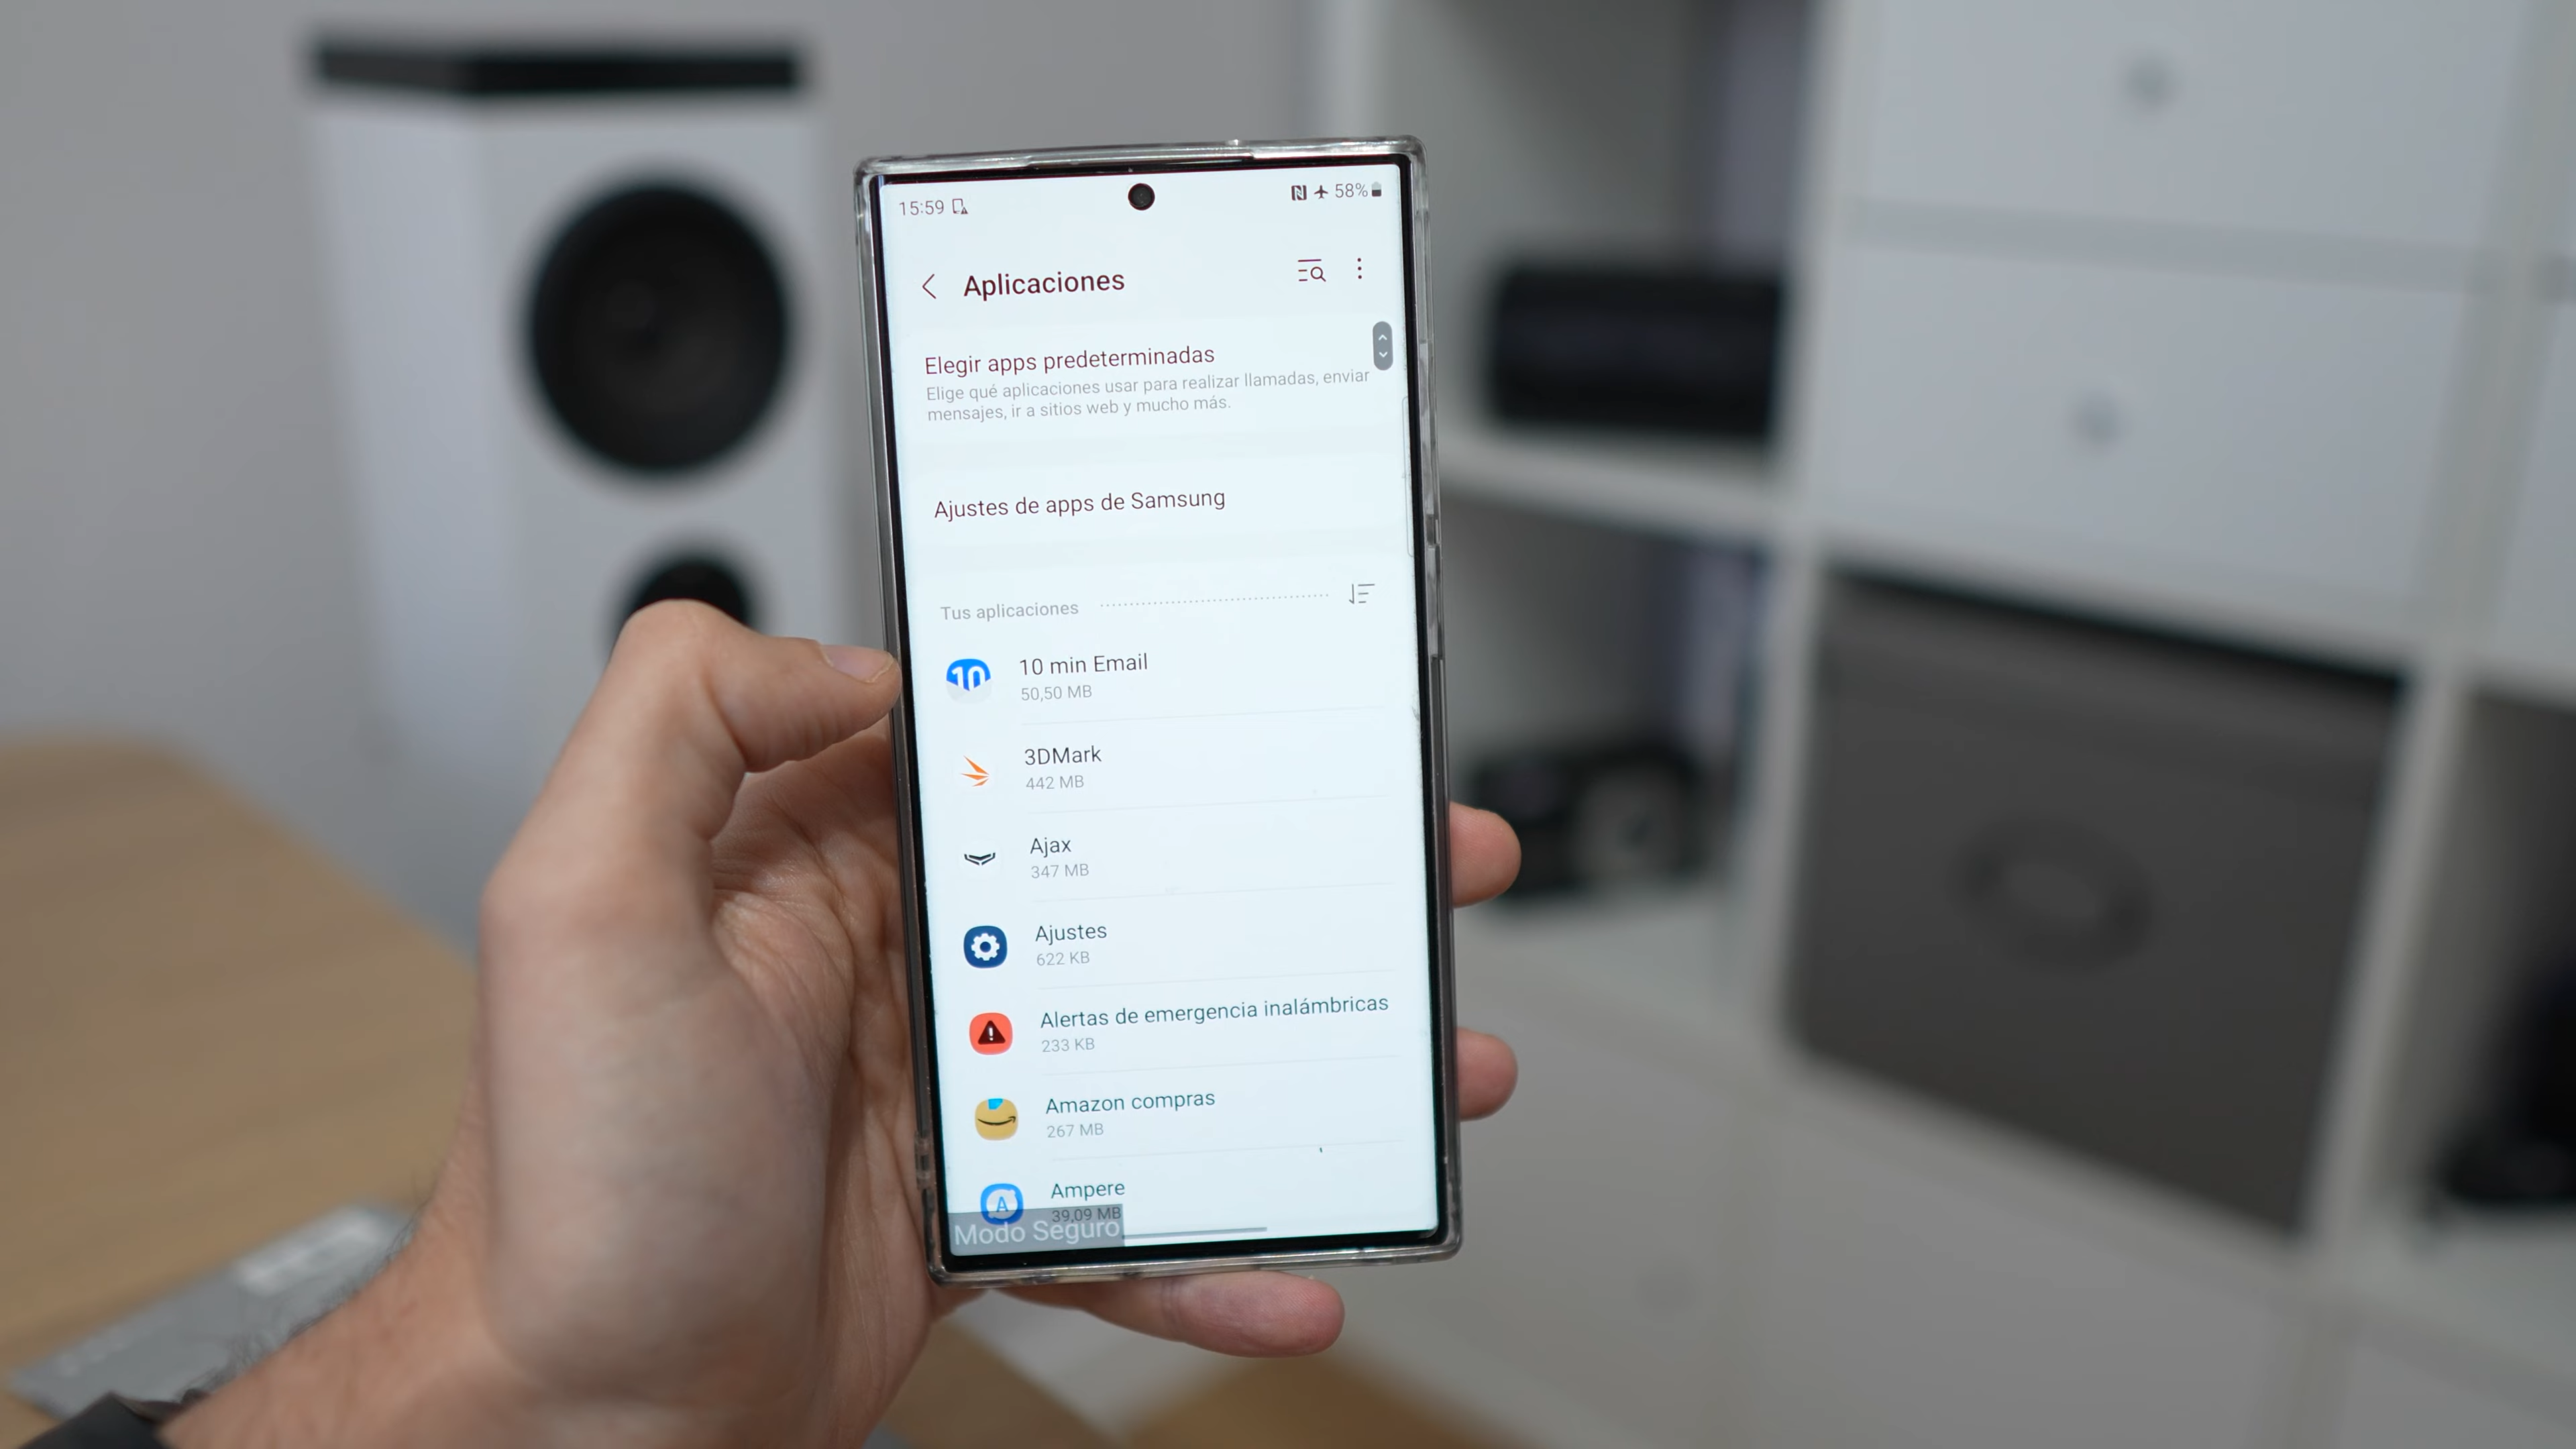 15:59
58%
Aplicaciones
Elegir apps predeterminadas
Elige qué aplicaciones usar para realizar llamadas, enviar
mensajes, ir a sitios web y mucho más.
Ajustes de apps de Samsung
Tus aplicaciones
10
10 min Email
50,50 MB
3DMark
442 MB
Ajax
347 MB
Ajustes
622 KB
Alertas de emergencia inalámbricas
233 KB
Amazon compras
267 MB
A
Ampere
39,09 MB
Modo Seguro